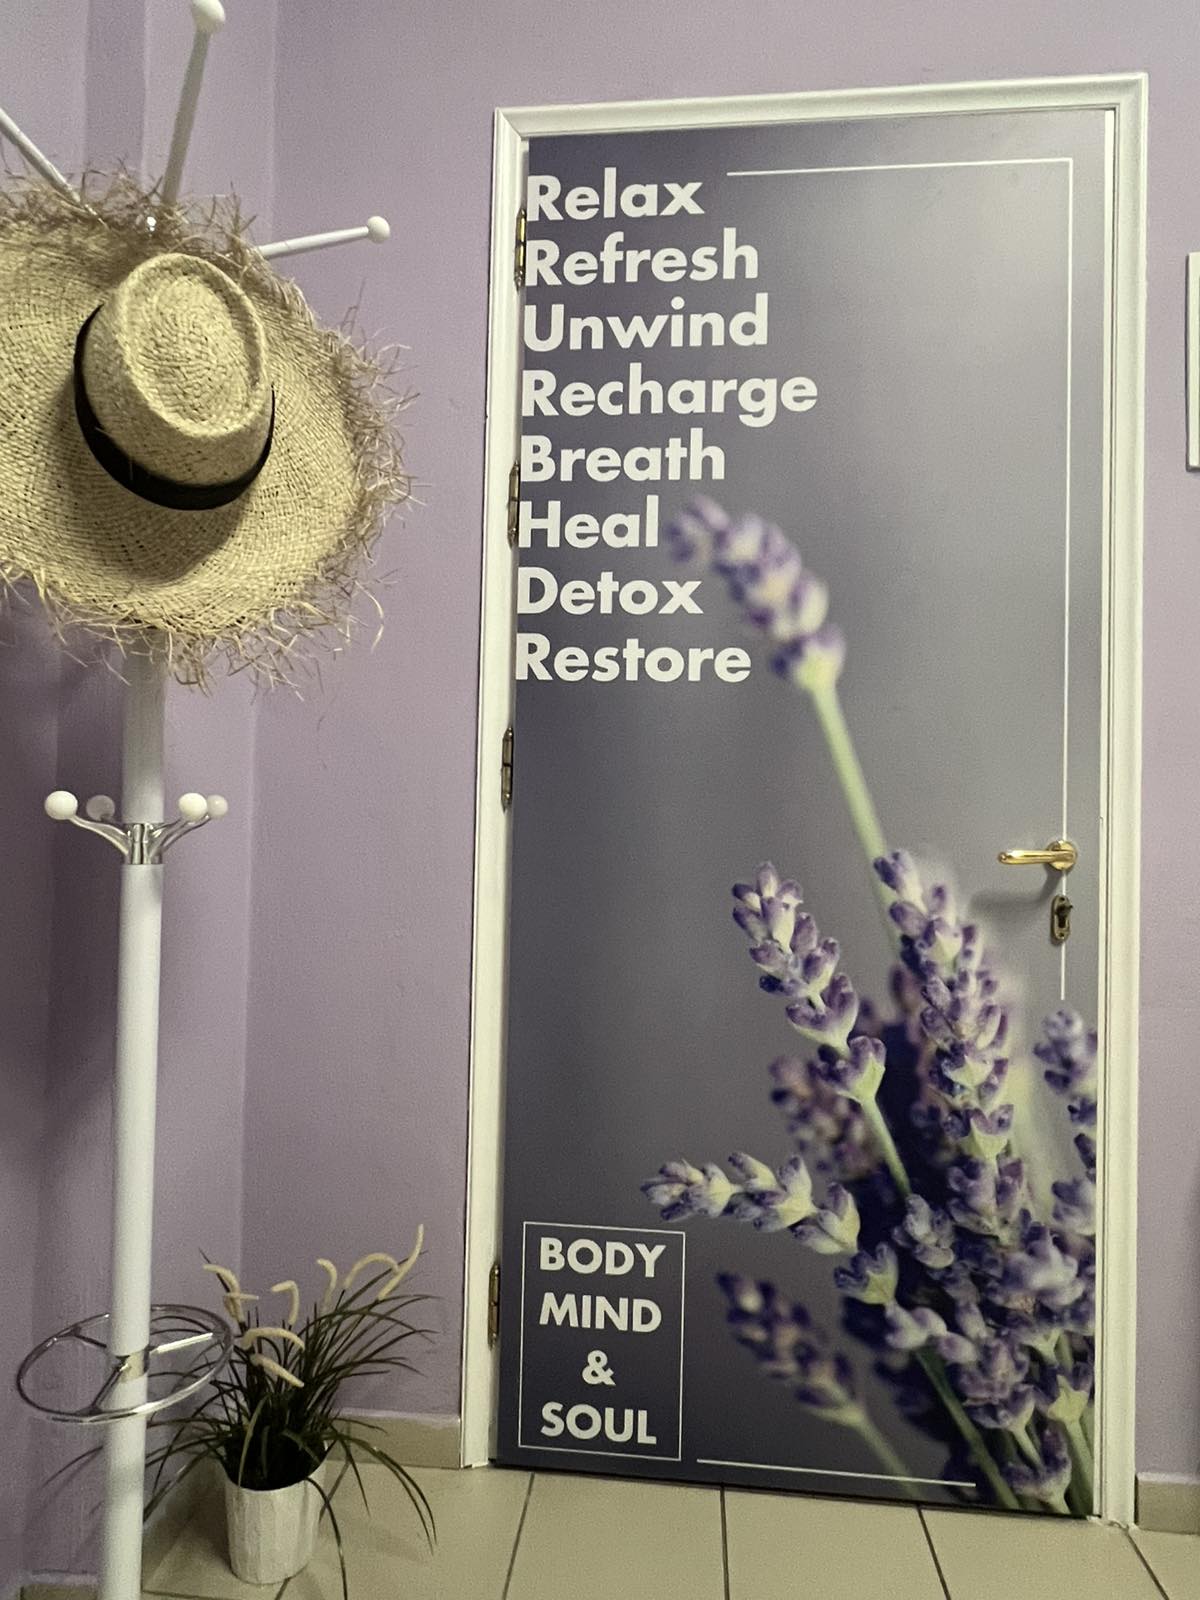 Relax
Refresh
Unwind
Recharge
Breath
Heal
Detox
Restore
BODY
MIND
&
SOUL